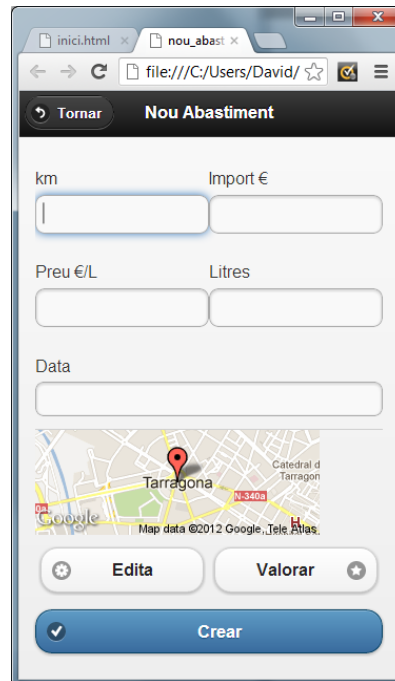 inici.html
nou_abast
file:///C:/Users/David/
Tornar
Nou Abastiment
km
Import €
Preu €/L
Litres
Data
Catedral d
Tarragon
Tarragona
N-340a
Google
Map data ©2012 Google, Tele Atlas
Edita
Valorar
Crear